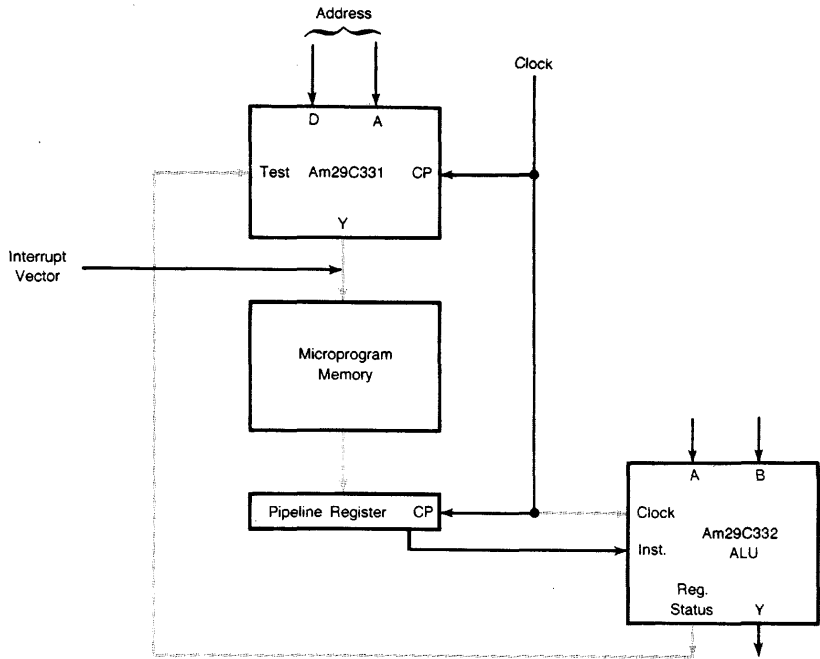 Address
Clock
D
A
Test
Am29C331
CP
Y
Interrupt
Vector
Microprogram
Memory
A
B
Pipeline Register
CP
Clock
Am29C332
ALU
Inst.
Reg.
Status
Y